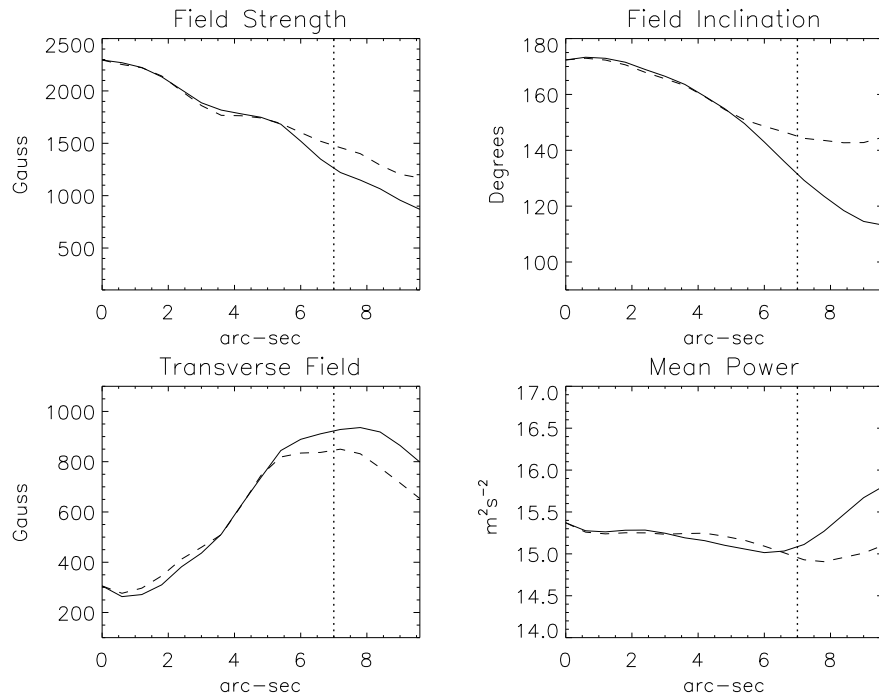 Field Strength
2500
2000
1500
1000
500
Gauss
0 2 4 6 8
arc-sec
Field Inclination
180
160
140
120
100
Degrees
0 2 4 6 8
arc-sec
Transverse Field
1000
800
600
400
200
Gauss
0 2 4 6 8
arc-sec
Mean Power
17.0
16.5
16.0
15.5
15.0
14.5
14.0
m²s⁻²
0 2 4 6 8
arc-sec